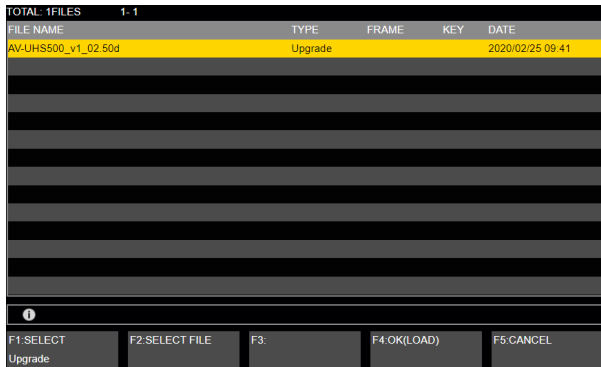 TOTAL: 1FILES 1- 1
FILE NAME TYPE FRAME KEY DATE
AV-UHS500_v1_02.50d Upgrade 2020/02/25 09:41
F1:SELECT F2:SELECT FILE F3: F4:OK(LOAD) F5:CANCEL
Upgrade